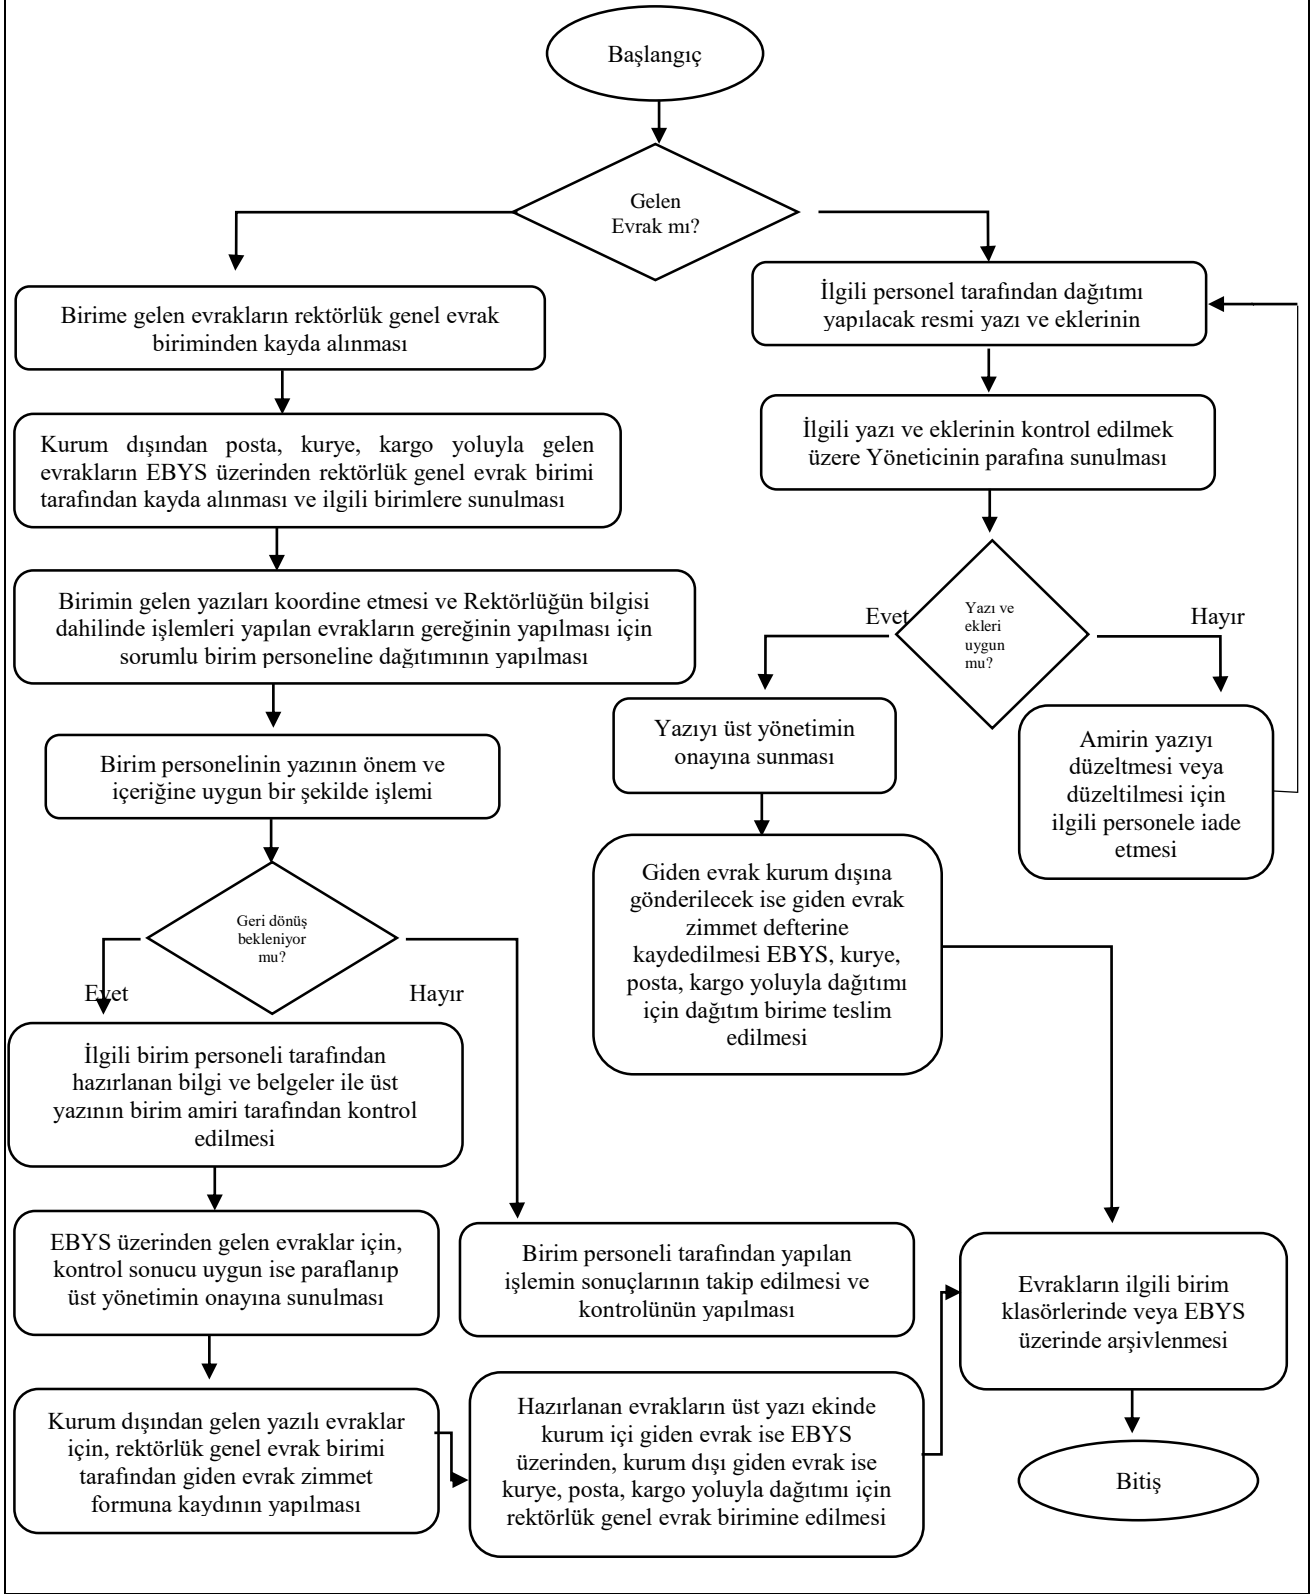 Başlangıç
Gelen
Evrak mı?
Birime gelen evrakların rektörlük genel evrak
biriminden kayda alınması
Kurum dışından posta, kurye, kargo yoluyla gelen
evrakların EBYS üzerinden rektörlük genel evrak birimi
tarafından kayda alınması ve ilgili birimlere sunulması
Birimin gelen yazıları koordine etmesi ve Rektörlüğün bilgisi
dahilinde işlemleri yapılan evrakların gereğinin yapılması için
sorumlu birim personeline dağıtımının yapılması
Birim personelinin yazının önem ve
içeriğine uygun bir şekilde işlemi
Geri dönüş
bekleniyor
mu?
Evet
Hayır
İlgili birim personeli tarafından
hazırlanan bilgi ve belgeler ile üst
yazının birim amiri tarafından kontrol
edilmesi
EBYS üzerinden gelen evraklar için,
kontrol sonucu uygun ise paraflanıp
üst yönetimin onayına sunulması
Kurum dışından gelen yazılı evraklar
için, rektörlük genel evrak birimi
tarafından giden evrak zimmet
formuna kaydının yapılması
Birim personeli tarafından yapılan
işlemin sonuçlarının takip edilmesi ve
kontrolünün yapılması
Hazırlanan evrakların üst yazı ekinde
kurum içi giden evrak ise EBYS
üzerinden, kurum dışı giden evrak ise
kurye, posta, kargo yoluyla dağıtımı için
rektörlük genel evrak birimine edilmesi
İlgili personel tarafından dağıtımı
yapılacak resmi yazı ve eklerinin
İlgili yazı ve eklerinin kontrol edilmek
üzere Yöneticinin parafına sunulması
Yazı ve
ekleri
uygun
mu?
Evet
Hayır
Yazıyı üst yönetimin
onayına sunması
Amirin yazıyı
düzeltmesi veya
düzeltilmesi için
ilgili personele iade
etmesi
Giden evrak kurum dışına
gönderilecek ise giden evrak
zimmet defterine
kaydedilmesi EBYS, kurye,
posta, kargo yoluyla dağıtımı
için dağıtım birime teslim
edilmesi
Evrakların ilgili birim
klasörlerinde veya EBYS
üzerinde arşivlenmesi
Bitiş